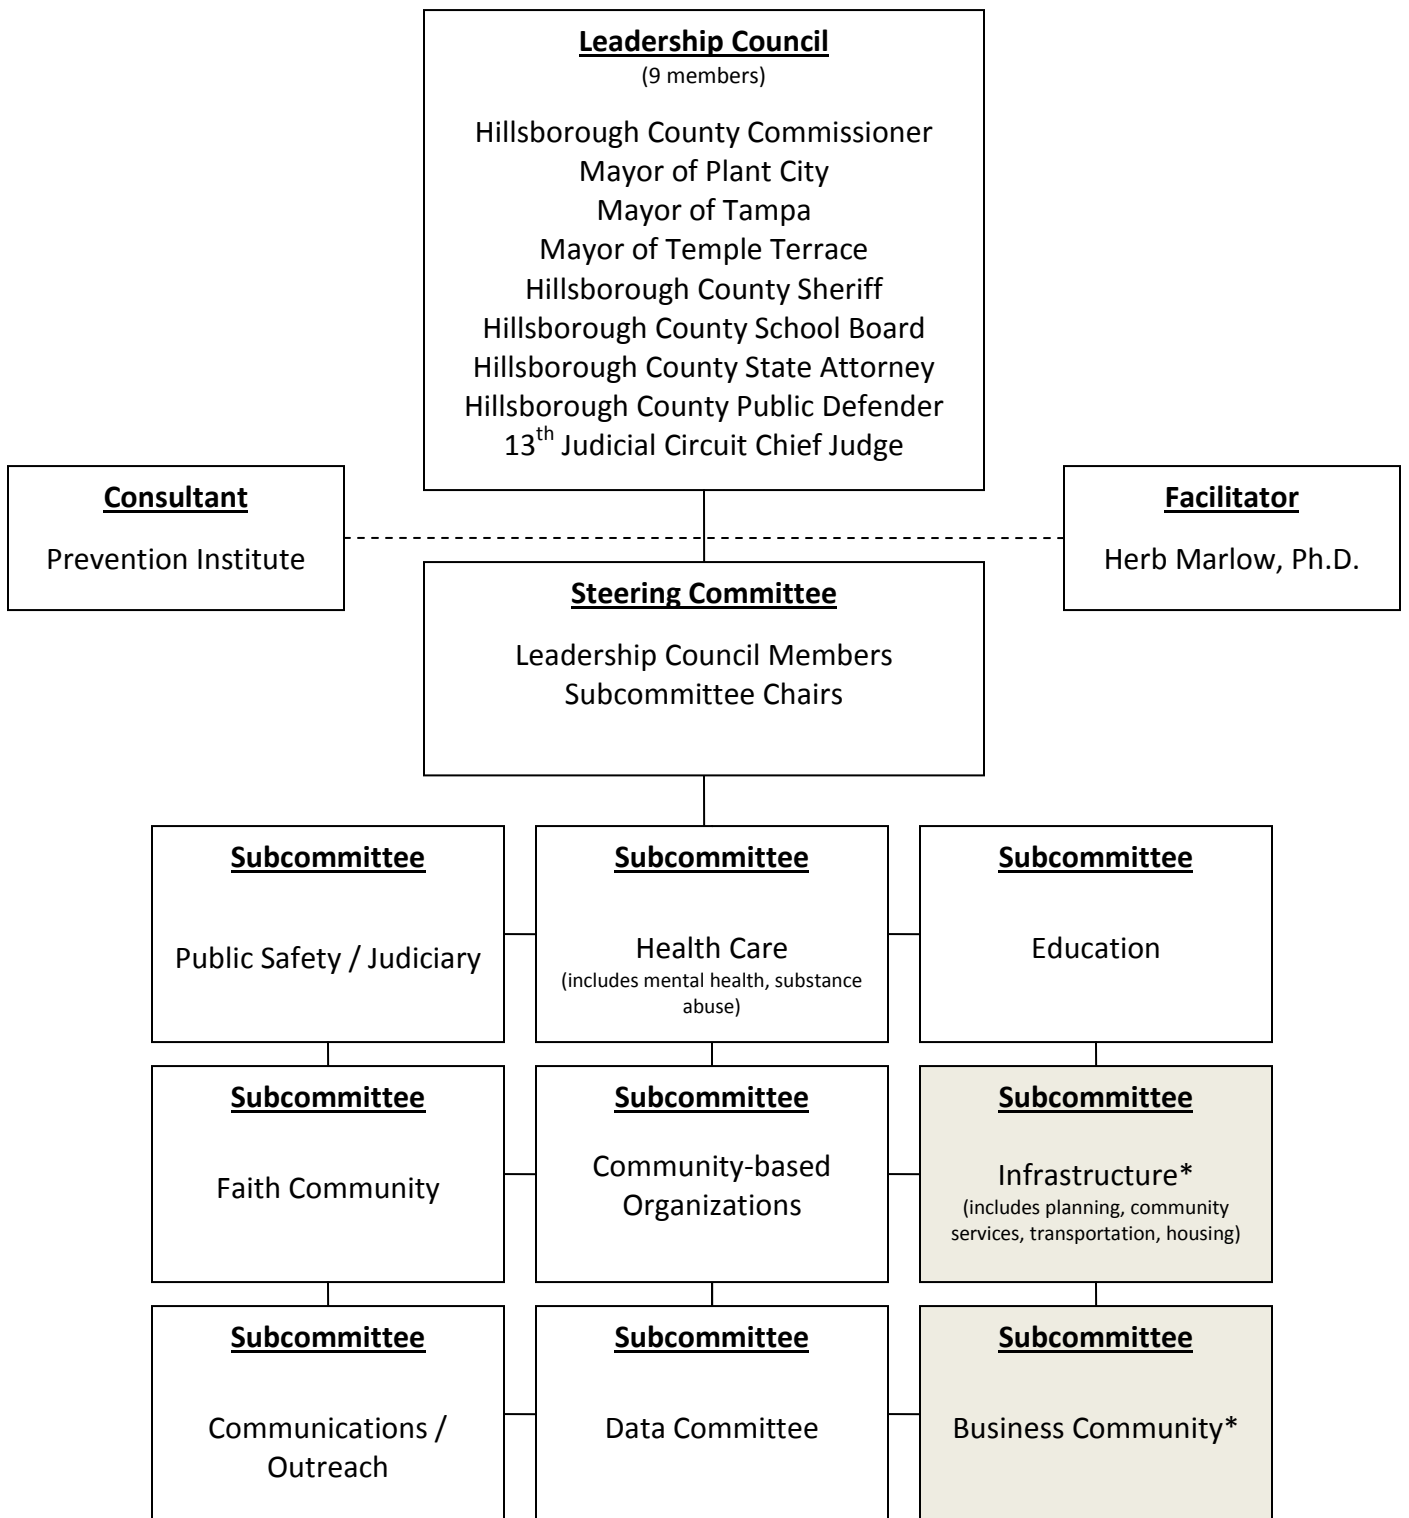 Leadership Council
(9 members)
Hillsborough County Commissioner
Mayor of Plant City
Mayor of Tampa
Mayor of Temple Terrace
Hillsborough County Sheriff
Hillsborough County School Board
Hillsborough County State Attorney
Hillsborough County Public Defender
13th Judicial Circuit Chief Judge
Consultant
Prevention Institute
Facilitator
Herb Marlow, Ph.D.
Steering Committee
Leadership Council Members
Subcommittee Chairs
Subcommittee
Public Safety / Judiciary
Subcommittee
Health Care
(includes mental health, substance
abuse)
Subcommittee
Education
Subcommittee
Faith Community
Subcommittee
Community-based
Organizations
Subcommittee
Infrastructure*
(includes planning, community
services, transportation, housing)
Subcommittee
Communications /
Outreach
Subcommittee
Data Committee
Subcommittee
Business Community*